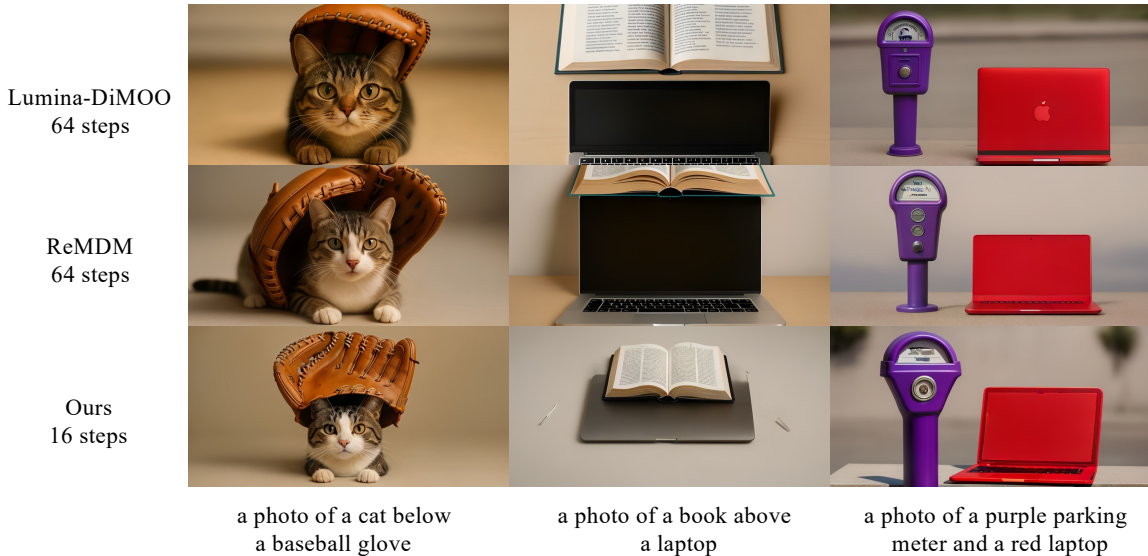 Lumina-DiMOO
64 steps
ReMDM
64 steps
Ours
16 steps
a photo of a cat below
a baseball glove
a photo of a book above
a laptop
a photo of a purple parking
meter and a red laptop